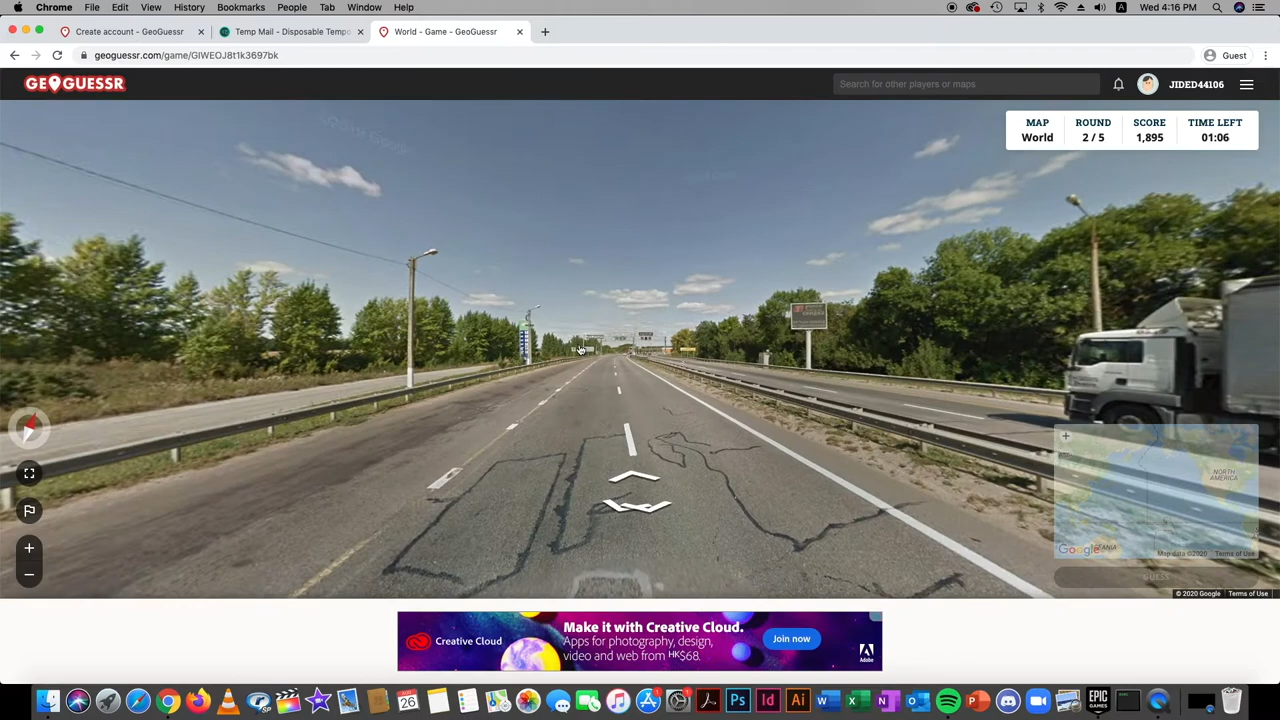 Chrome File Edit View History Bookmarks People Tab Window Help
A Wed 4:16 PM
Create account - GeoGuessr
Temp Mail - Disposable Tempo
World - Game - GeoGuessr
geoguessr.com/game/GlWEOJ8t1k3697bk
Guest
GEOGUESSR
Search for other players or maps
JIDED44106
MAP ROUND SCORE TIME LEFT
World 2 / 5 1,895 01:06
NORTH
AMERICA
Google
Map data ©2020 Terms of Use
GUESS
© 2020 Google Terms of Use
Creative Cloud
Make it with Creative Cloud.
Apps for photography, design,
video and web from HK$68.
Join now
Adobe